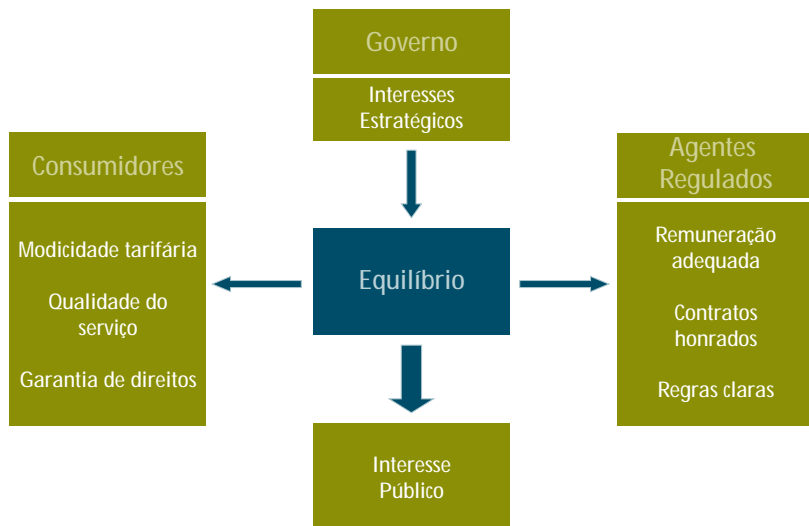 Governo
Interesses
Estratégicos
Consumidores
Modicidade tarifária
Qualidade do
serviço
Garantia de direitos
Equilíbrio
Agentes
Regulados
Remuneração
adequada
Contratos
honrados
Regras claras
Interesse
Público